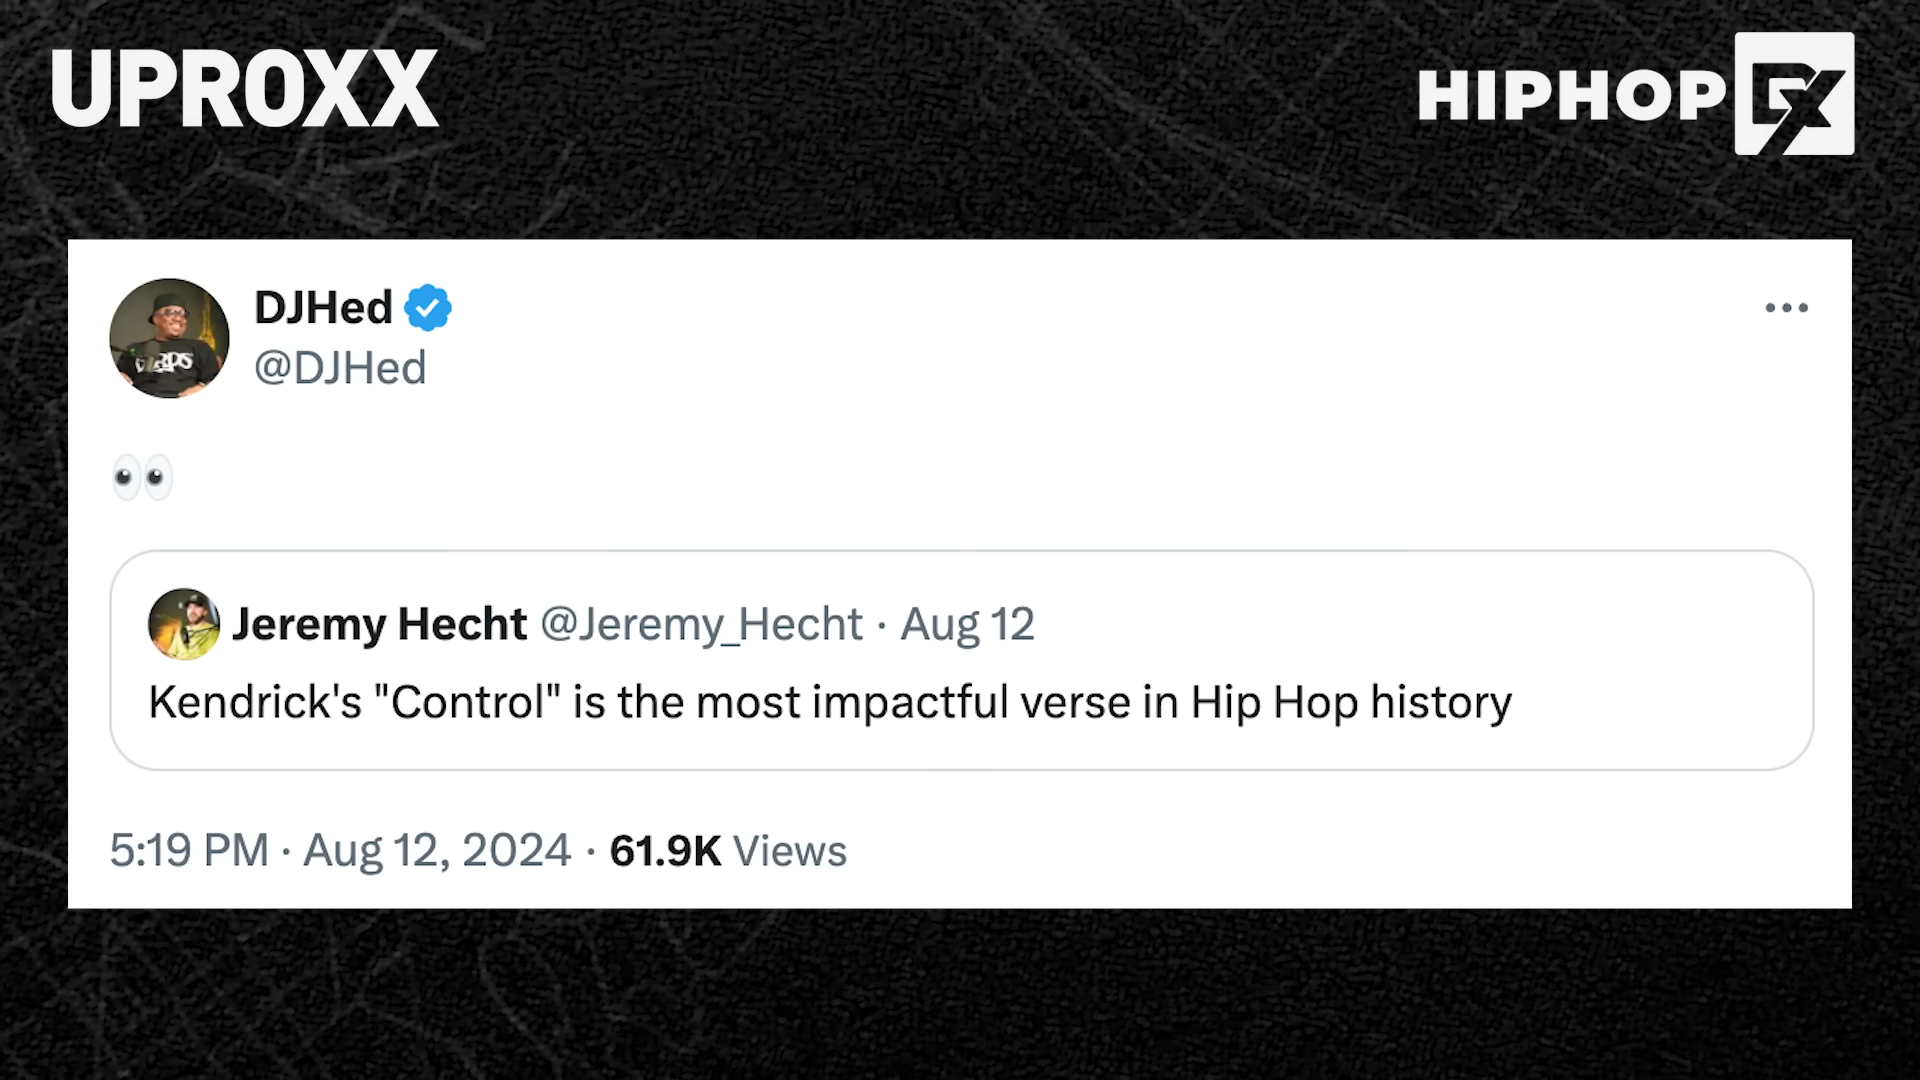 UPROXX
HIPHOP DX
DJHed
@DJHed
👀
Jeremy Hecht @Jeremy_Hecht · Aug 12
Kendrick's "Control" is the most impactful verse in Hip Hop history
5:19 PM · Aug 12, 2024 · 61.9K Views